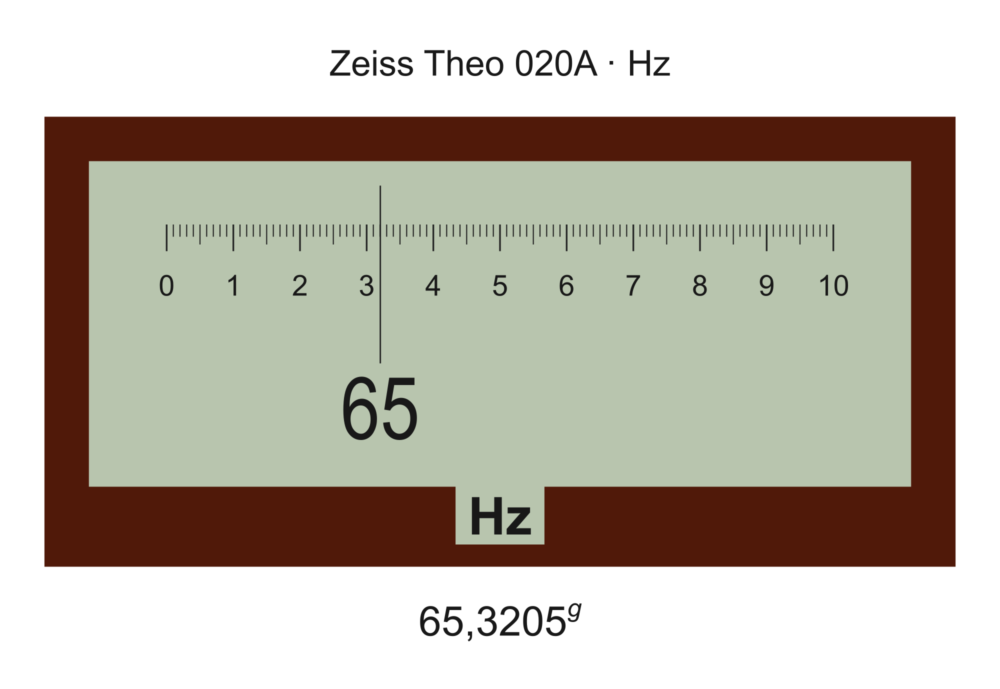 Zeiss Theo 020A · Hz
0 1 2 3 4 5 6 7 8 9 10
65
Hz
65,3205g